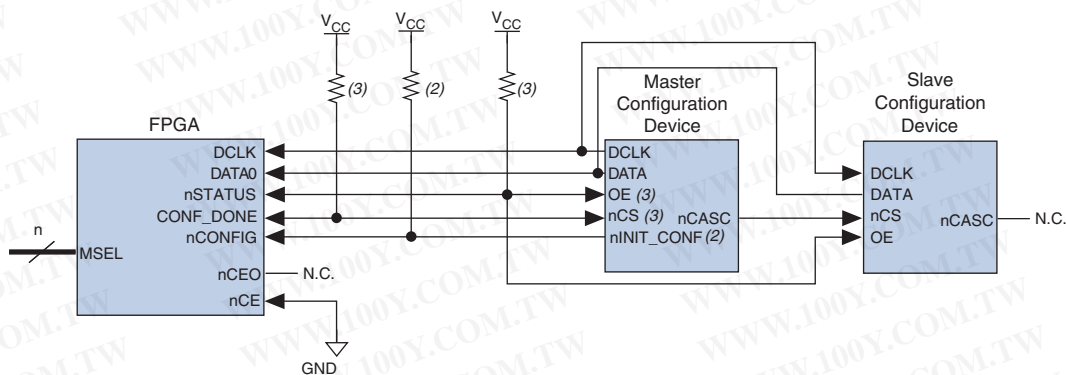 VCC
VCC
VCC
(3)
(2)
(3)
Master
Configuration
Device
Slave
Configuration
Device
FPGA
DCLK
DATA0
nSTATUS
CONF_DONE
nCONFIG
nCEO
nCE
n
MSEL
N.C.
GND
DCLK
DATA
OE (3)
nCS (3)
nINIT_CONF (2)
nCASC
DCLK
DATA
nCS
OE
nCASC
N.C.
WWW.100Y.COM.TW